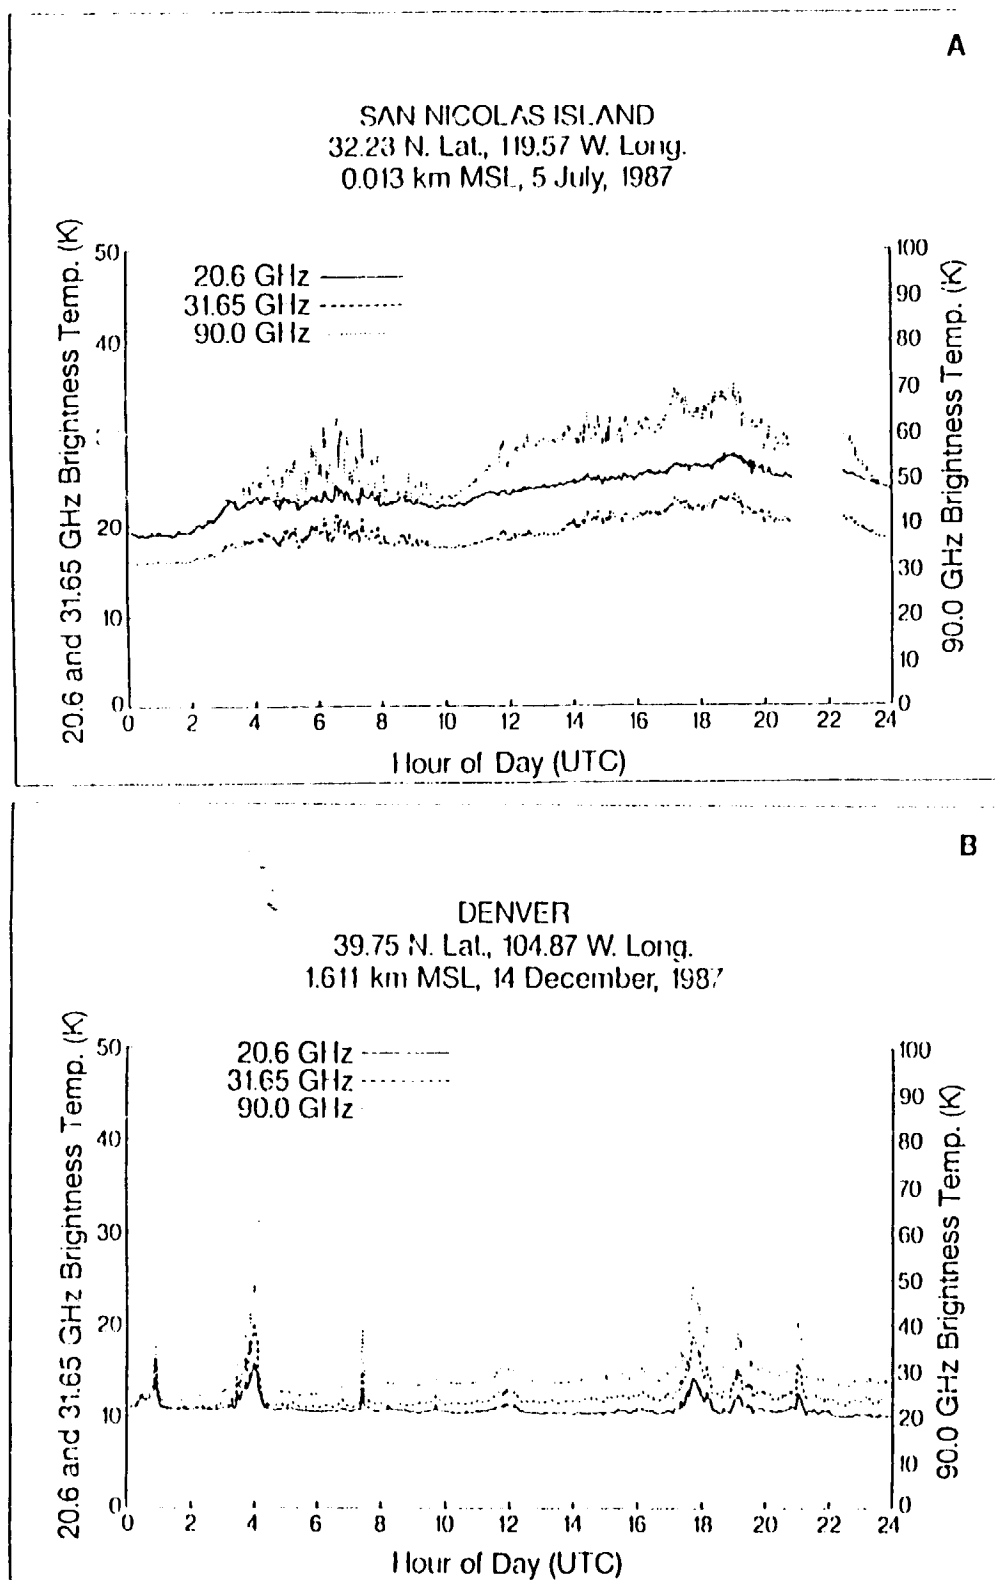 A
SAN NICOLAS ISLAND
32.23 N. Lat., 119.57 W. Long.
0.013 km MSL, 5 July, 1987
20.6 and 31.65 GHz Brightness Temp. (K)
50
40
20
10
0
20.6 GHz
31.65 GHz
90.0 GHz
100
90
80
70
60
50
40
30
20
10
0
90.0 GHz Brightness Temp. (K)
0 2 4 6 8 10 12 14 16 18 20 22 24
Hour of Day (UTC)
B
DENVER
39.75 N. Lat., 104.87 W. Long.
1.611 km MSL, 14 December, 1987
20.6 and 31.65 GHz Brightness Temp. (K)
50
40
30
20
10
0
20.6 GHz
31.65 GHz
90.0 GHz
100
90
80
70
60
50
40
30
20
10
0
90.0 GHz Brightness Temp. (K)
0 2 4 6 8 10 12 14 16 18 20 22 24
Hour of Day (UTC)